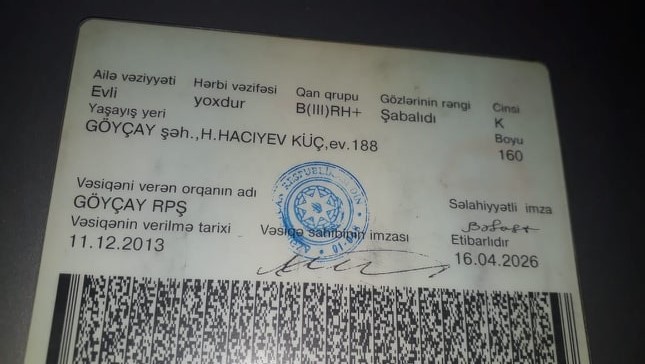 Ailə vəziyyəti Hərbi vəzifəsi Qan qrupu Gözlərinin rəngi Cinsi
Evli yoxdur B(III)RH+ Şabalıdı K
Yaşayış yeri Boyu
GÖYÇAY şəh.,H.HACIYEV KÜÇ,ev.188 160
Vəsiqəni verən orqanın adı Səlahiyyətli imza
GÖYÇAY RPŞ
Vəsiqənin verilmə tarixi Vəsiqə sahibinin imzası Etibarlıdır
11.12.2013 16.04.2026